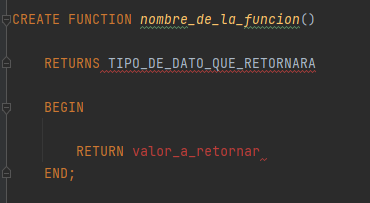 CREATE FUNCTION nombre_de_la_funcion()
RETURNS TIPO_DE_DATO_QUE_RETORNARA
BEGIN
RETURN valor_a_retornar
END;